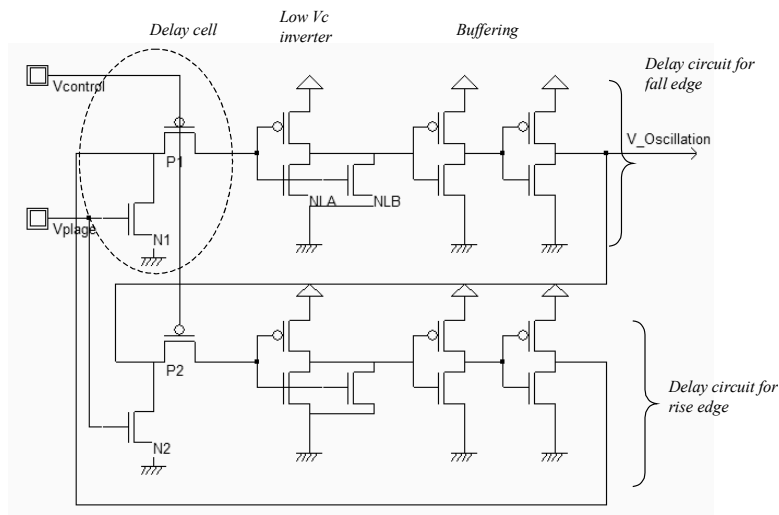 Delay cell
Low Vc
inverter
Buffering
Delay circuit for
fall edge
Vcontrol
V_Oscillation
P1
NLA
NLB
Vplage
N1
P2
Delay circuit for
rise edge
N2